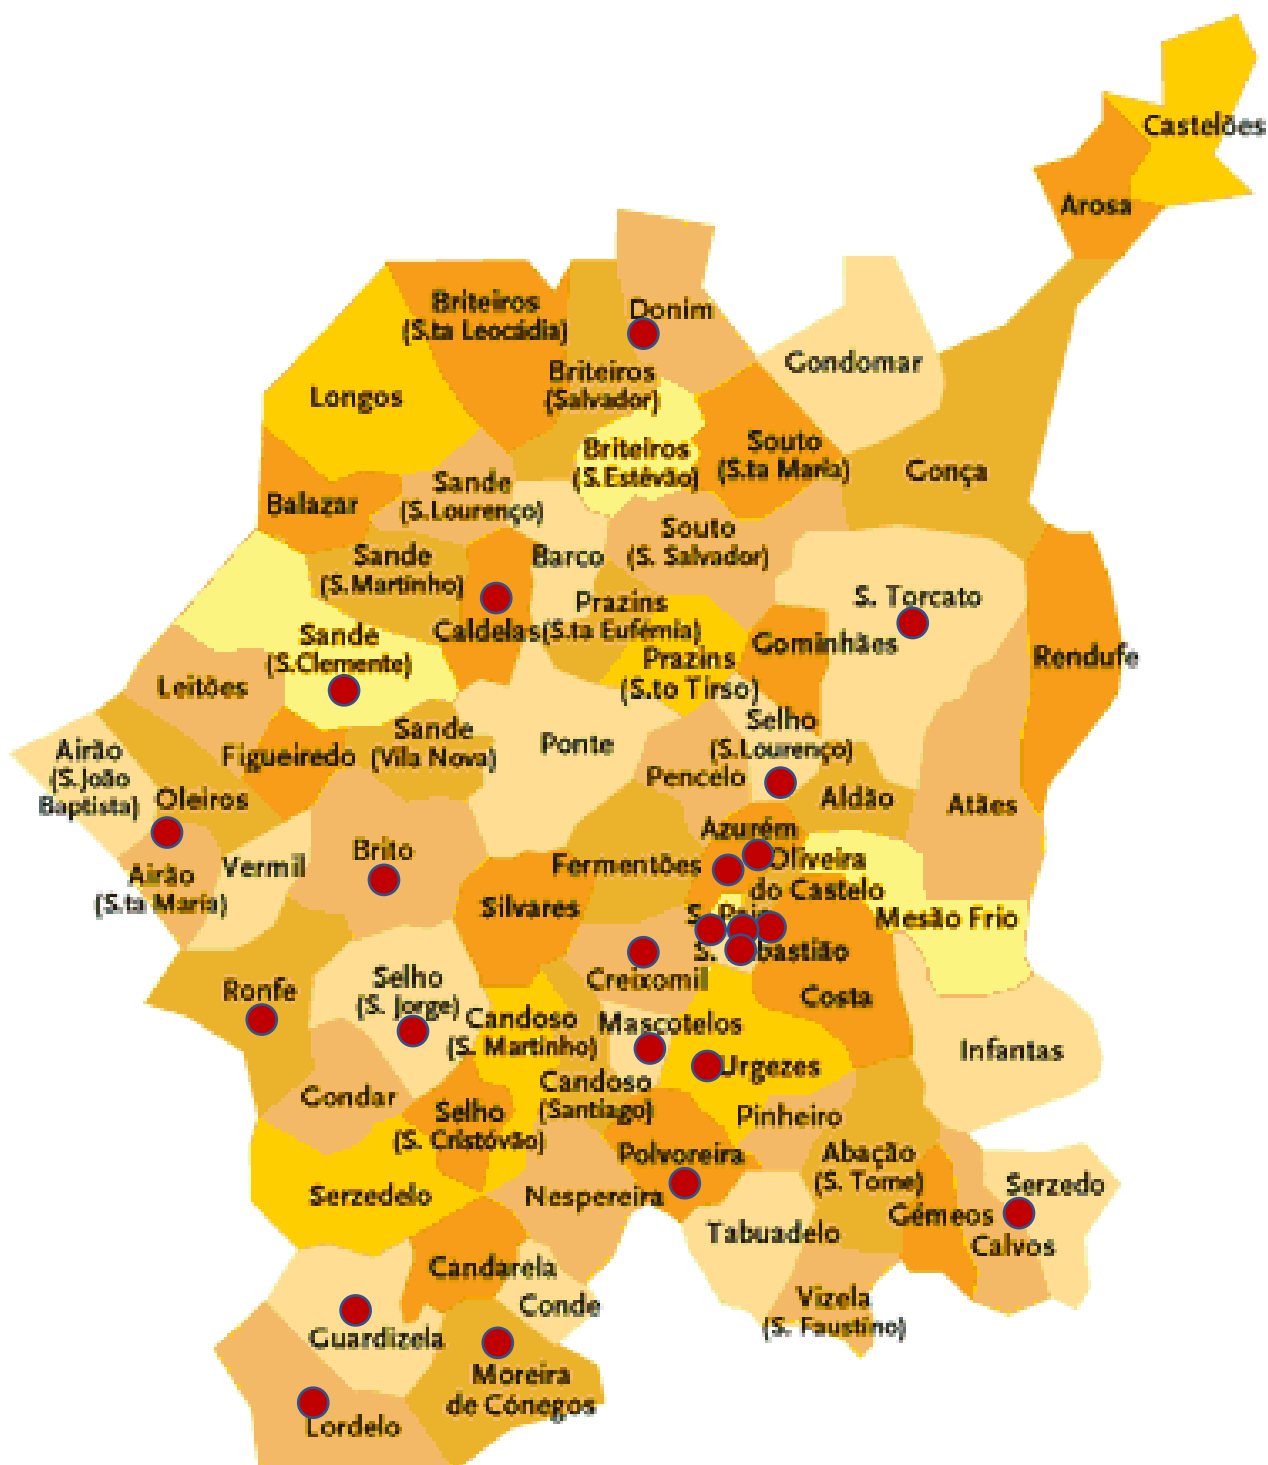 Castelões
Arosa
Briteiros
(S.ta Leocádia)
Donim
Gondomar
Longos
Briteiros
(Salvador)
Briteiros
(S.Estévão)
Souto
(S.ta Maria)
Gonça
Balazar
Sande
(S.Lourenço)
Souto
(S. Salvador)
Sande
(S.Martinho)
Barco
S. Torcato
Prazins
(S.ta Eufémia)
Caldelas
Sande
(S.Clemente)
Gominhães
Prazins
(S.to Tirso)
Rendufe
Leitões
Selho
(S.Lourenço)
Sande
(Vila Nova)
Ponte
Airão
(S.João
Baptista)
Figueiredo
Pencelo
Oleiros
Aldão
Atães
Azurém
Brito
Vermil
Fermentões
Oliveira
do Castelo
Airão
(S.ta Maria)
Silvares
Mesão Frio
S.
S.
Creixomil
Costa
Ronfe
Selho
(S. Jorge)
Candoso
(S. Martinho)
Mascotelos
Infantas
Urgezes
Condar
Candoso
(Santiago)
Selho
(S. Cristóvão)
Pinheiro
Polvoreira
Abação
(S. Tome)
Serzedelo
Nespereira
Serzedo
Gémeos
Tabuadelo
Calvos
Candarela
Conde
Vizela
(S. Faustino)
Guardizela
Moreira
de Cónegos
Lordelo